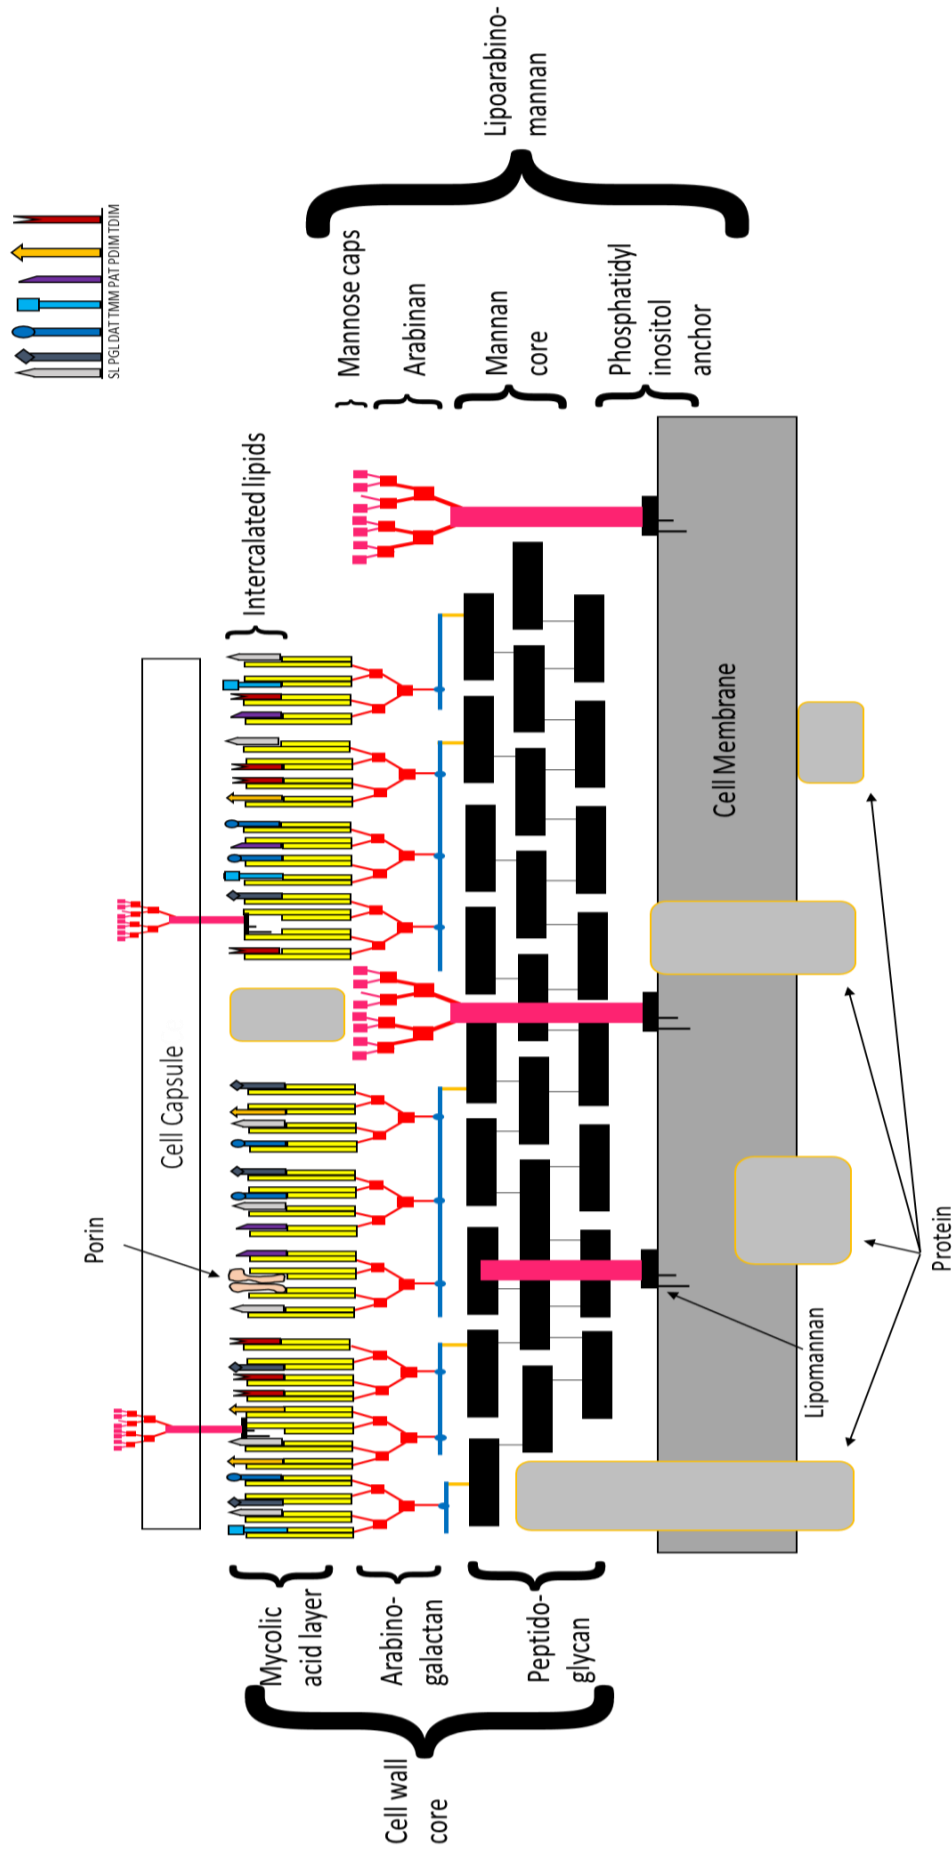 SL PGL DAT TMM PAT PDIM TDIM
Porin
Cell Capsule
Intercalated lipids
Mycolic
acid layer
Arabino-
galactan
Peptido-
glycan
Cell wall
core
Mannose caps
Arabinan
Mannan
core
Phosphatidyl
inositol
anchor
Lipoarabino-
mannan
Cell Membrane
Lipomannan
Protein